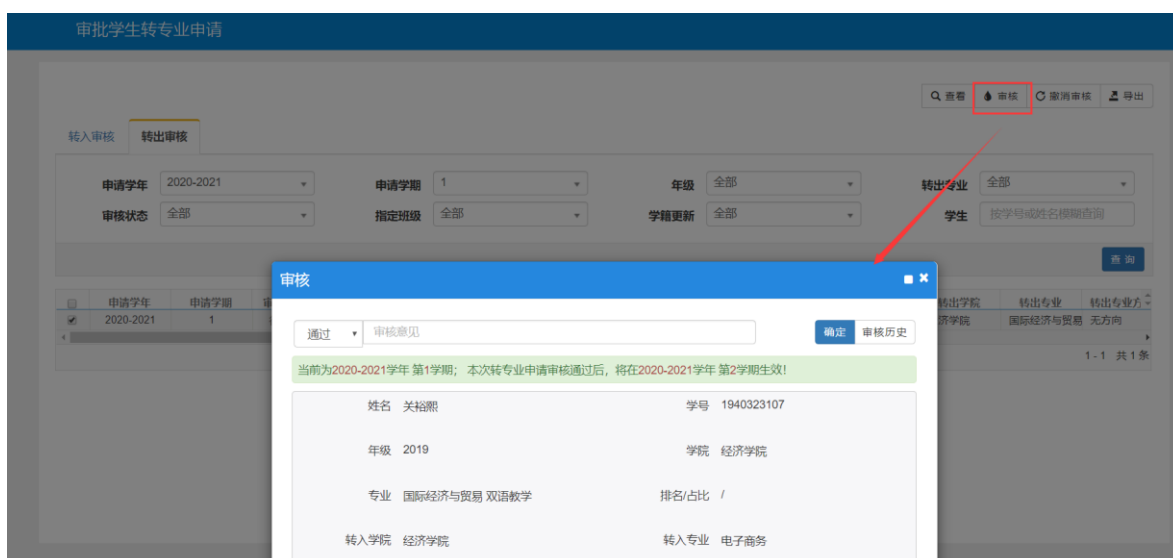 审批学生转专业申请
查看 审核 撤消审核 导出
转入审核 转出审核
申请学年 2020-2021 申请学期 1 年级 全部 转出专业 全部
审核状态 全部 指定班级 全部 学籍更新 全部 学生 按学号或姓名模糊查询
查 询
审核
申请学年 申请学期 转出学院 转出专业 转出专业方
2020-2021 1 济学院 国际经济与贸易 无方向
1 - 1 共 1 条
通过 审核意见 确定 审核历史
当前为2020-2021学年 第1学期； 本次转专业申请审核通过后，将在2020-2021学年 第2学期生效！
姓名 关裕熙 学号 1940323107
年级 2019 学院 经济学院
专业 国际经济与贸易 双语教学 排名/占比 /
转入学院 经济学院 转入专业 电子商务